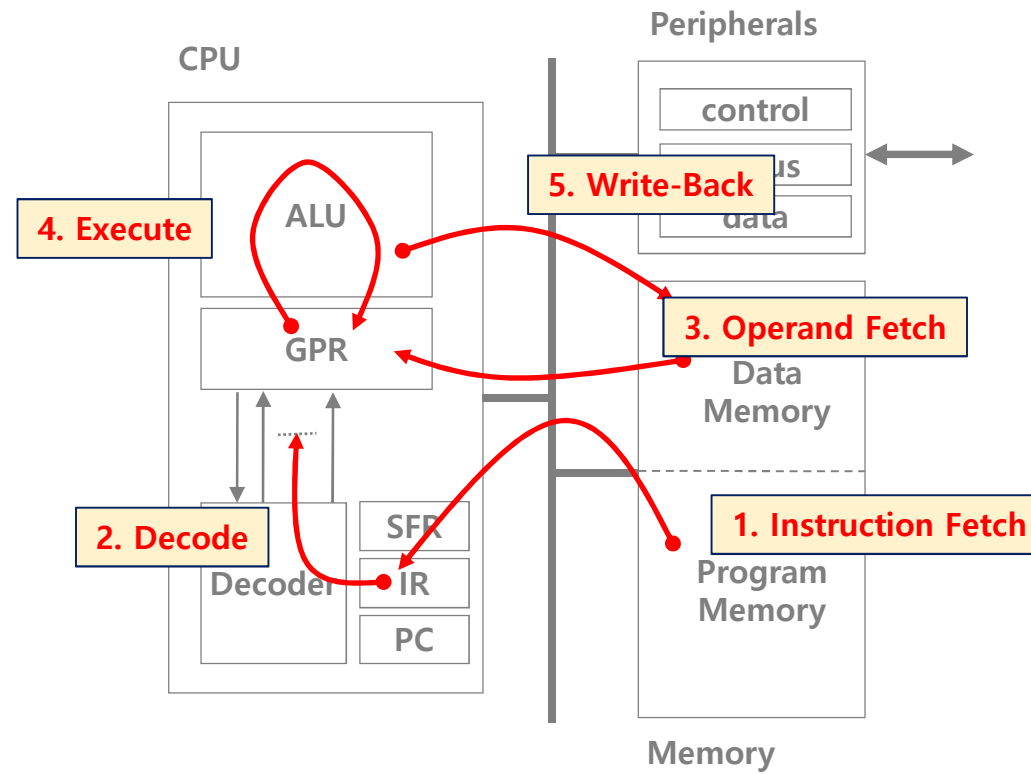 Peripherals
CPU
control
5. Write-Back
us
data
ALU
4. Execute
3. Operand Fetch
GPR
Data
Memory
SFR
2. Decode
1. Instruction Fetch
Decoder
IR
Program
Memory
PC
Memory